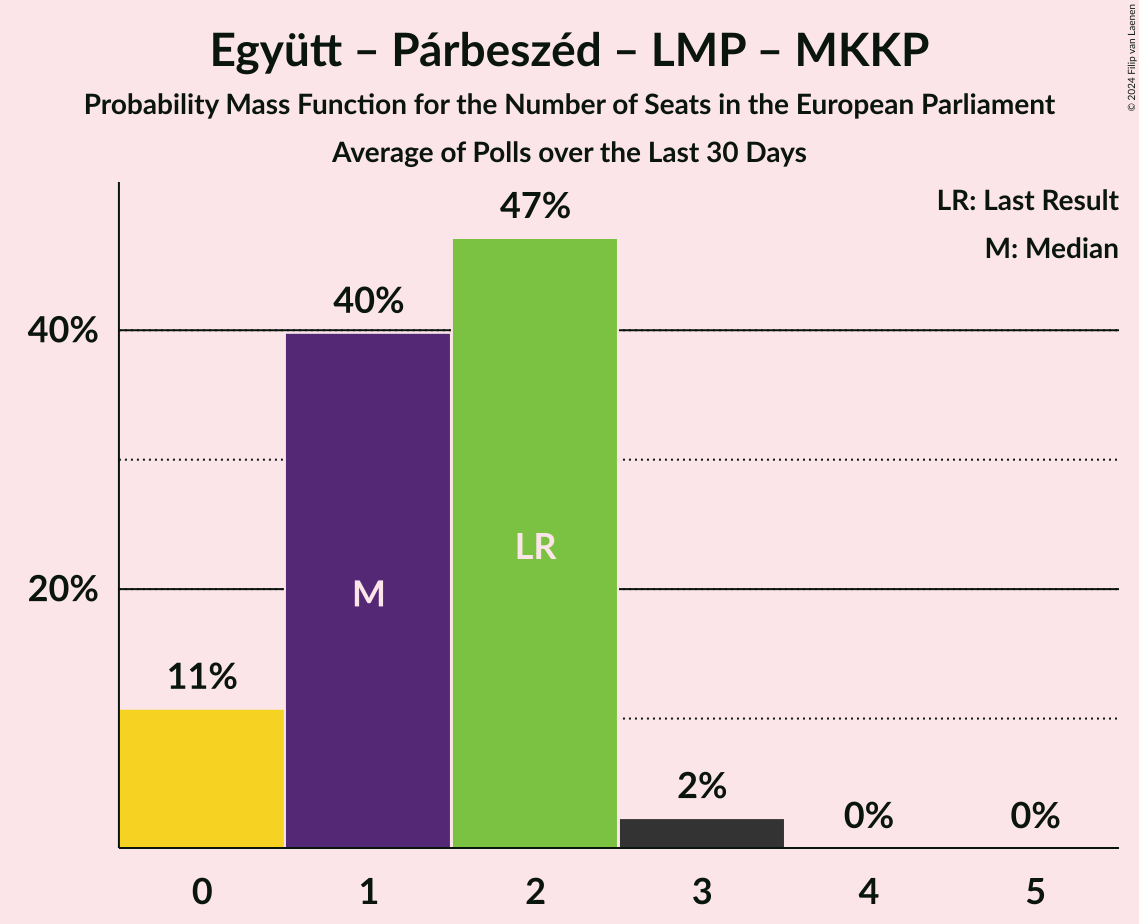 Együtt – Párbeszéd – LMP – MKKP
Probability Mass Function for the Number of Seats in the European Parliament
Average of Polls over the Last 30 Days
© 2024 Filip van Laenen
LR: Last Result
M: Median
47%
40%
40%
LR
20%
M
11%
2%
0%
0%
0 1 2 3 4 5